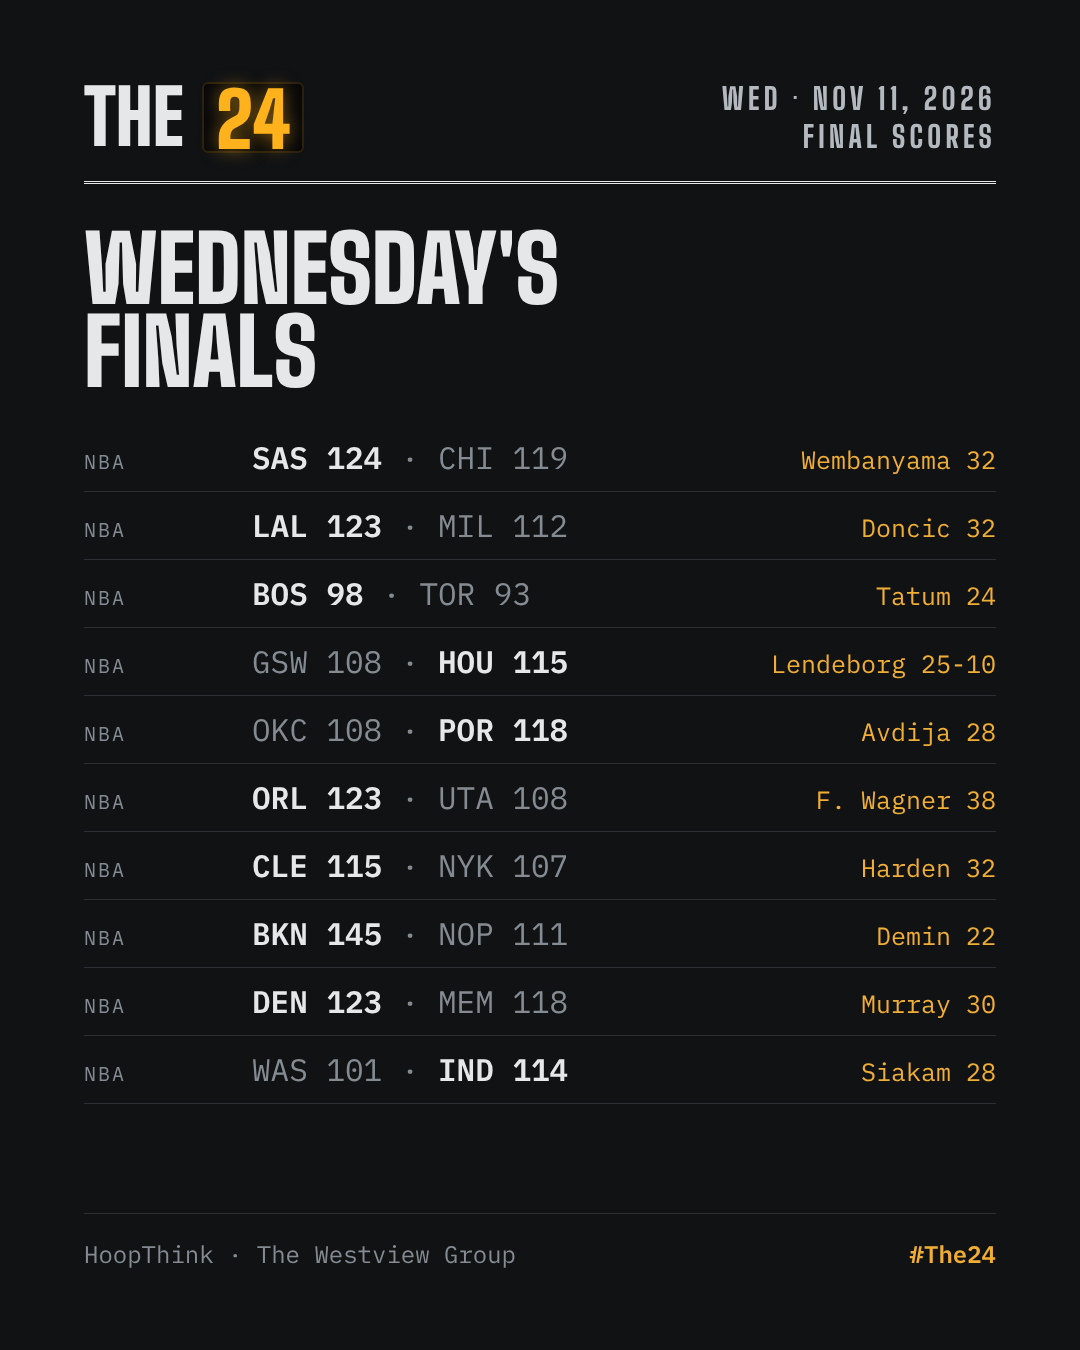 THE 24
WED · NOV 11, 2026
FINAL SCORES
WEDNESDAY'S
FINALS
NBA SAS 124 · CHI 119 Wembanyama 32
NBA LAL 123 · MIL 112 Doncic 32
NBA BOS 98 · TOR 93 Tatum 24
NBA GSW 108 · HOU 115 Lendeborg 25-10
NBA OKC 108 · POR 118 Avdija 28
NBA ORL 123 · UTA 108 F. Wagner 38
NBA CLE 115 · NYK 107 Harden 32
NBA BKN 145 · NOP 111 Demin 22
NBA DEN 123 · MEM 118 Murray 30
NBA WAS 101 · IND 114 Siakam 28
HoopThink · The Westview Group #The24